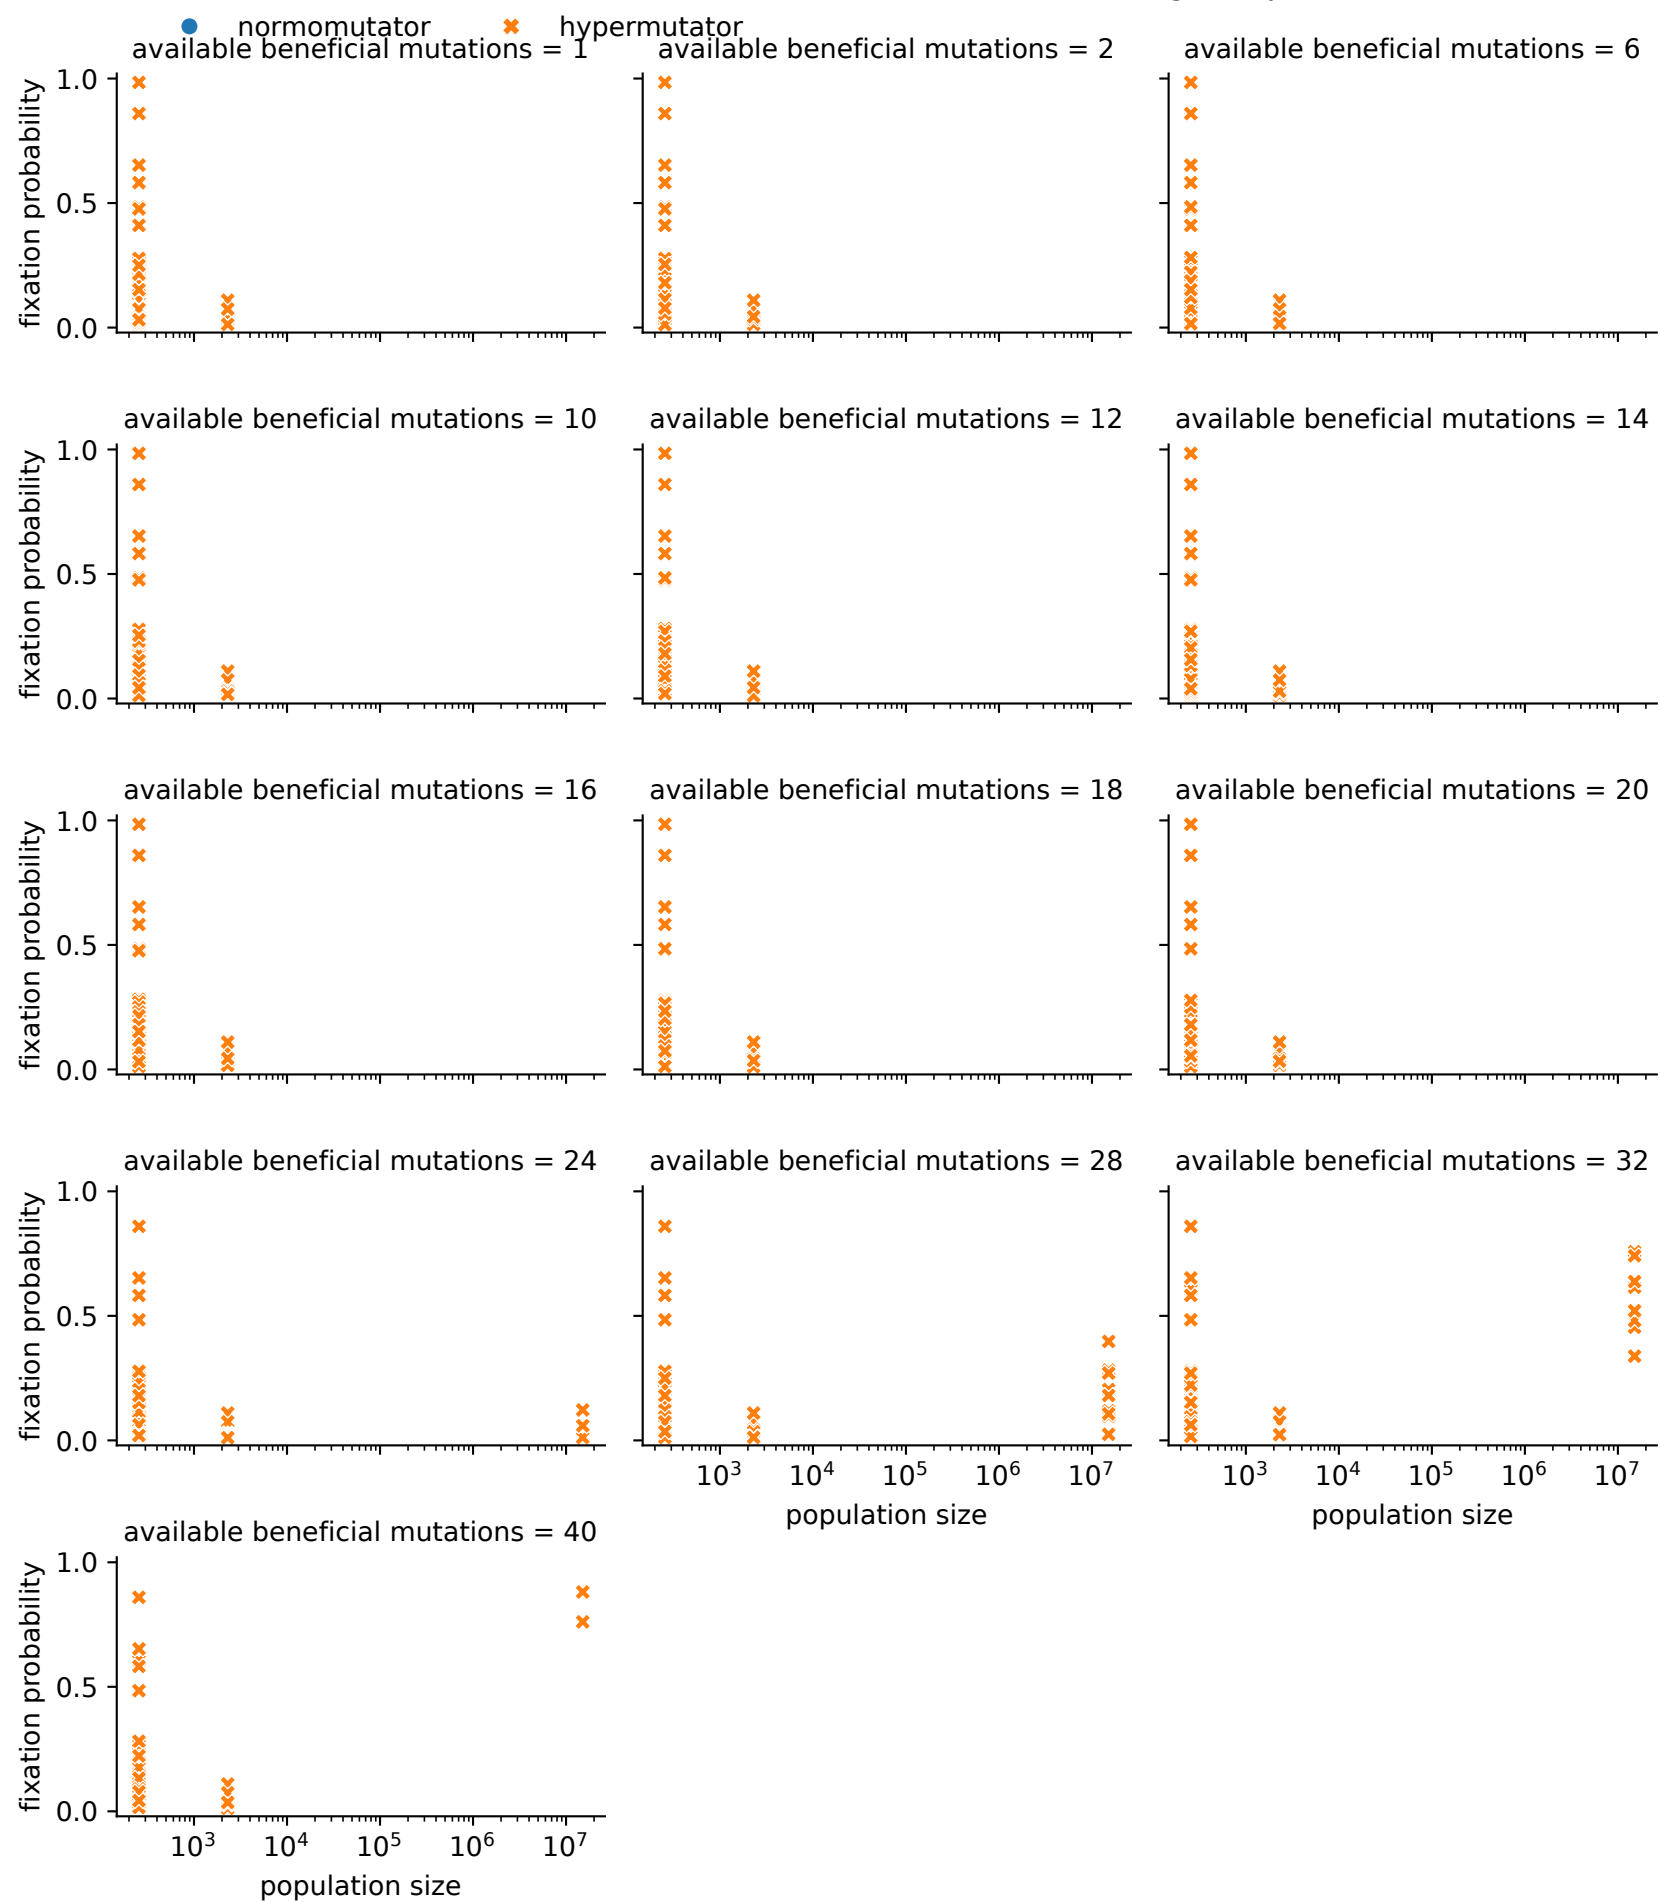 normomutator hypermutator
available beneficial mutations = 1 available beneficial mutations = 2 available beneficial mutations = 6
fixation probability
1.0
0.5
0.0
available beneficial mutations = 10 available beneficial mutations = 12 available beneficial mutations = 14
fixation probability
1.0
0.5
0.0
available beneficial mutations = 16 available beneficial mutations = 18 available beneficial mutations = 20
fixation probability
1.0
0.5
0.0
available beneficial mutations = 24 available beneficial mutations = 28 available beneficial mutations = 32
fixation probability
1.0
0.5
0.0
10³ 10⁴ 10⁵ 10⁶ 10⁷ 10³ 10⁴ 10⁵ 10⁶ 10⁷
population size population size
available beneficial mutations = 40
fixation probability
1.0
0.5
0.0
10³ 10⁴ 10⁵ 10⁶ 10⁷
population size